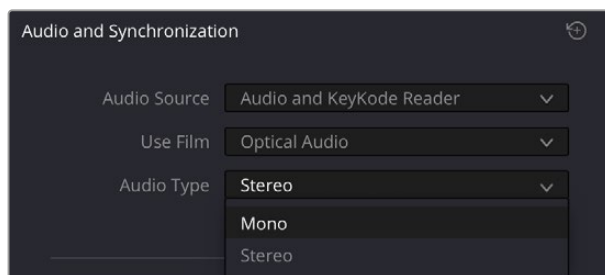 Audio and Synchronization
Audio Source Audio and KeyKode Reader
Use Film Optical Audio
Audio Type Stereo
Mono
Stereo